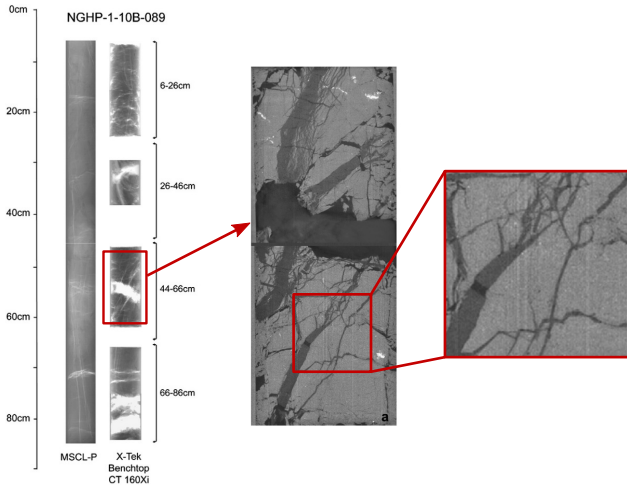 0cm
NGHP-1-10B-089
6-26cm
20cm
26-46cm
40cm
44-66cm
60cm
66-86cm
80cm
a
MSCL-P
X-Tek
Benchtop
CT 160Xi